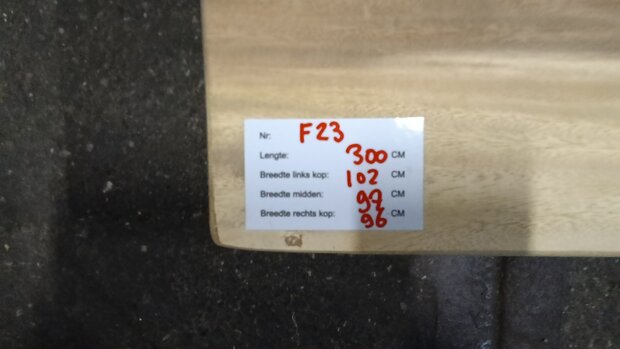 Nr: F23
Lengte: 300 CM
Breedte links kop: 102 CM
Breedte midden: 97 CM
Breedte rechts kop: 96 CM